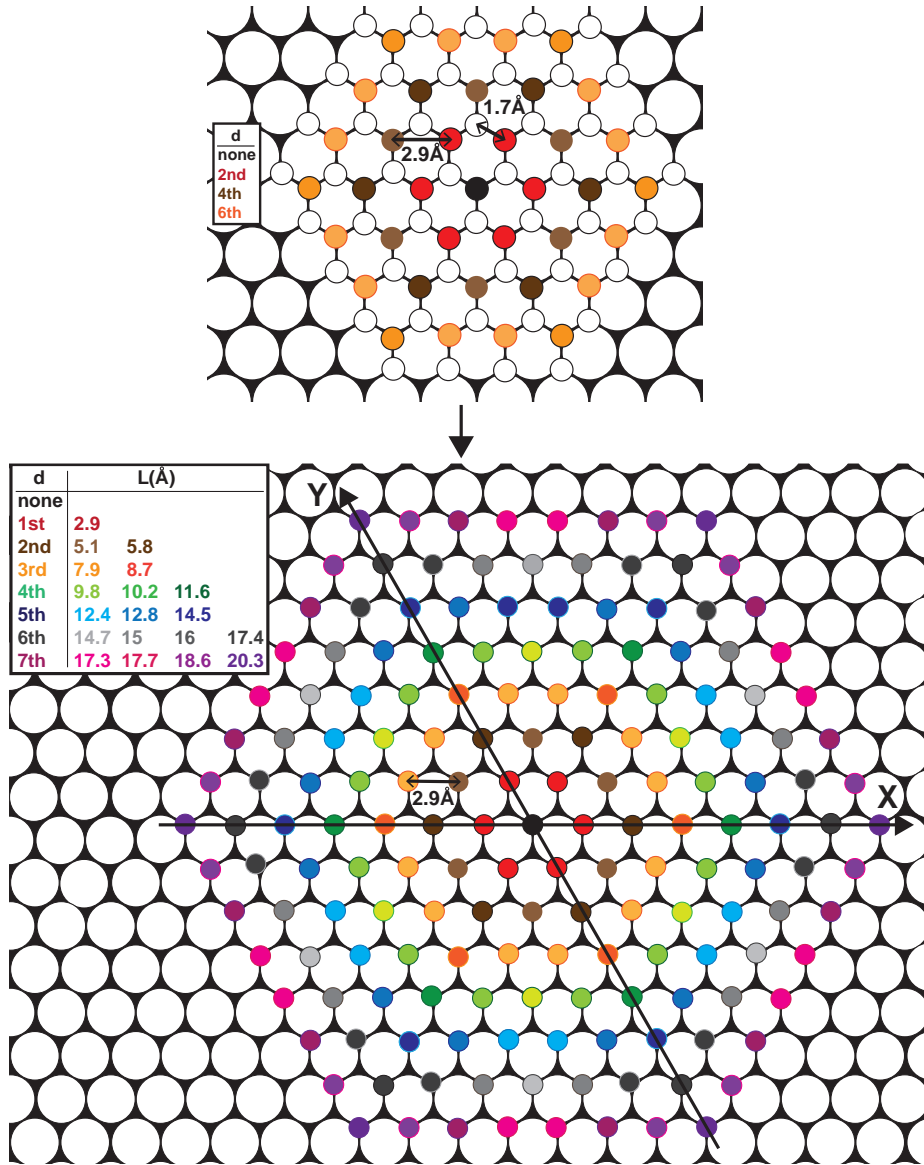 1.7Å
2.9Å
d
none
2nd
4th
6th
d L(Å)
none
1st 2.9
2nd 5.1 5.8
3rd 7.9 8.7
4th 9.8 10.2 11.6
5th 12.4 12.8 14.5
6th 14.7 15 16 17.4
7th 17.3 17.7 18.6 20.3
Y
2.9Å
X